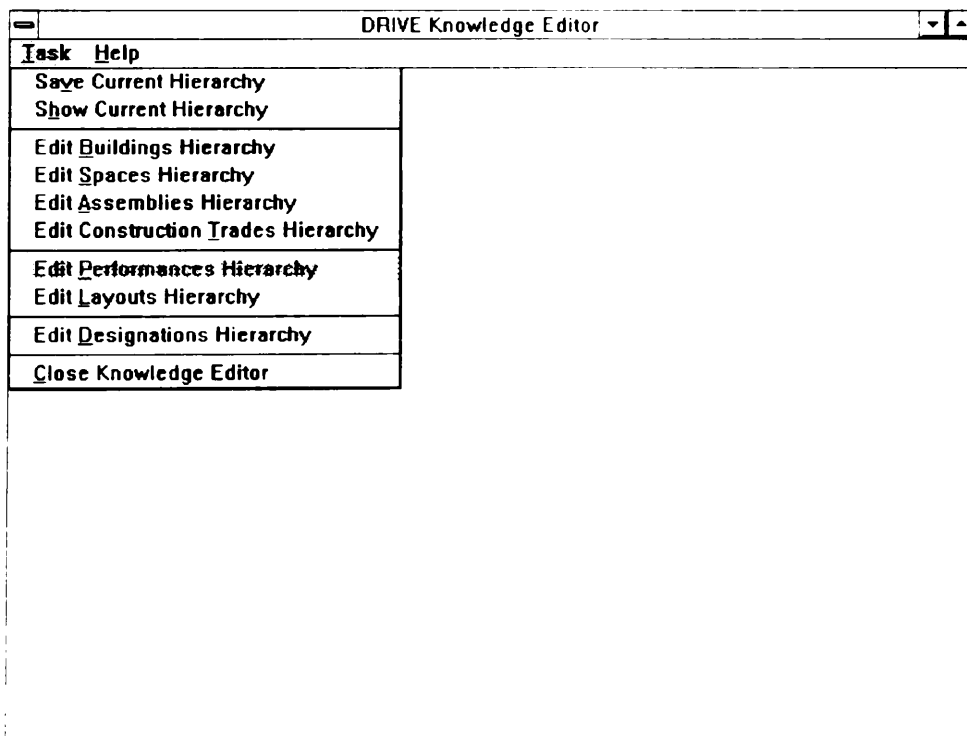 DRIVE Knowledge Editor
Task Help
Save Current Hierarchy
Show Current Hierarchy
Edit Buildings Hierarchy
Edit Spaces Hierarchy
Edit Assemblies Hierarchy
Edit Construction Trades Hierarchy
Edit Performances Hierarchy
Edit Layouts Hierarchy
Edit Designations Hierarchy
Close Knowledge Editor